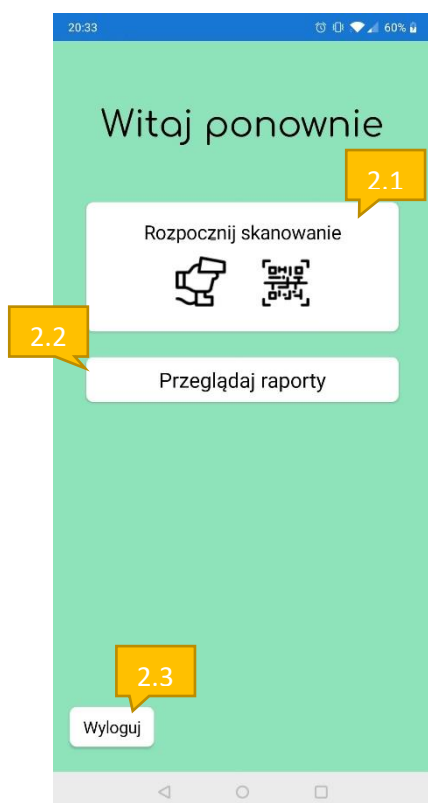 20:33 60%
Witaj ponownie
2.1
Rozpocznij skanowanie
2.2
Przeglądaj raporty
2.3
Wyloguj